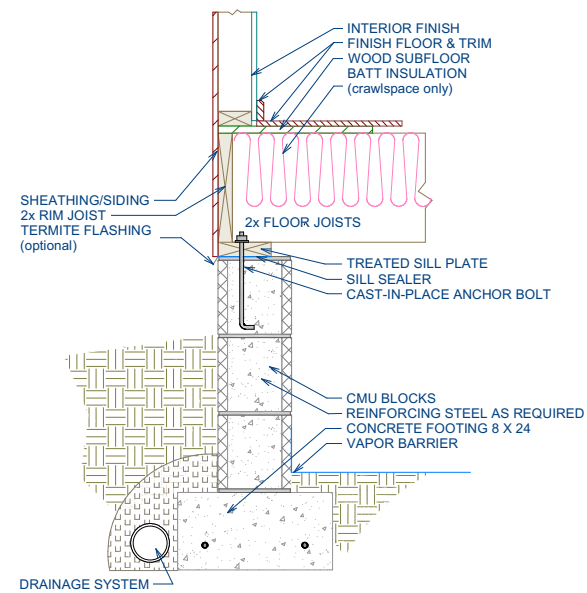 INTERIOR FINISH
FINISH FLOOR & TRIM
WOOD SUBFLOOR
BATT INSULATION
(crawlspace only)
SHEATHING/SIDING
2x RIM JOIST
TERMITE FLASHING
(optional)
2x FLOOR JOISTS
TREATED SILL PLATE
SILL SEALER
CAST-IN-PLACE ANCHOR BOLT
CMU BLOCKS
REINFORCING STEEL AS REQUIRED
CONCRETE FOOTING 8 X 24
VAPOR BARRIER
DRAINAGE SYSTEM